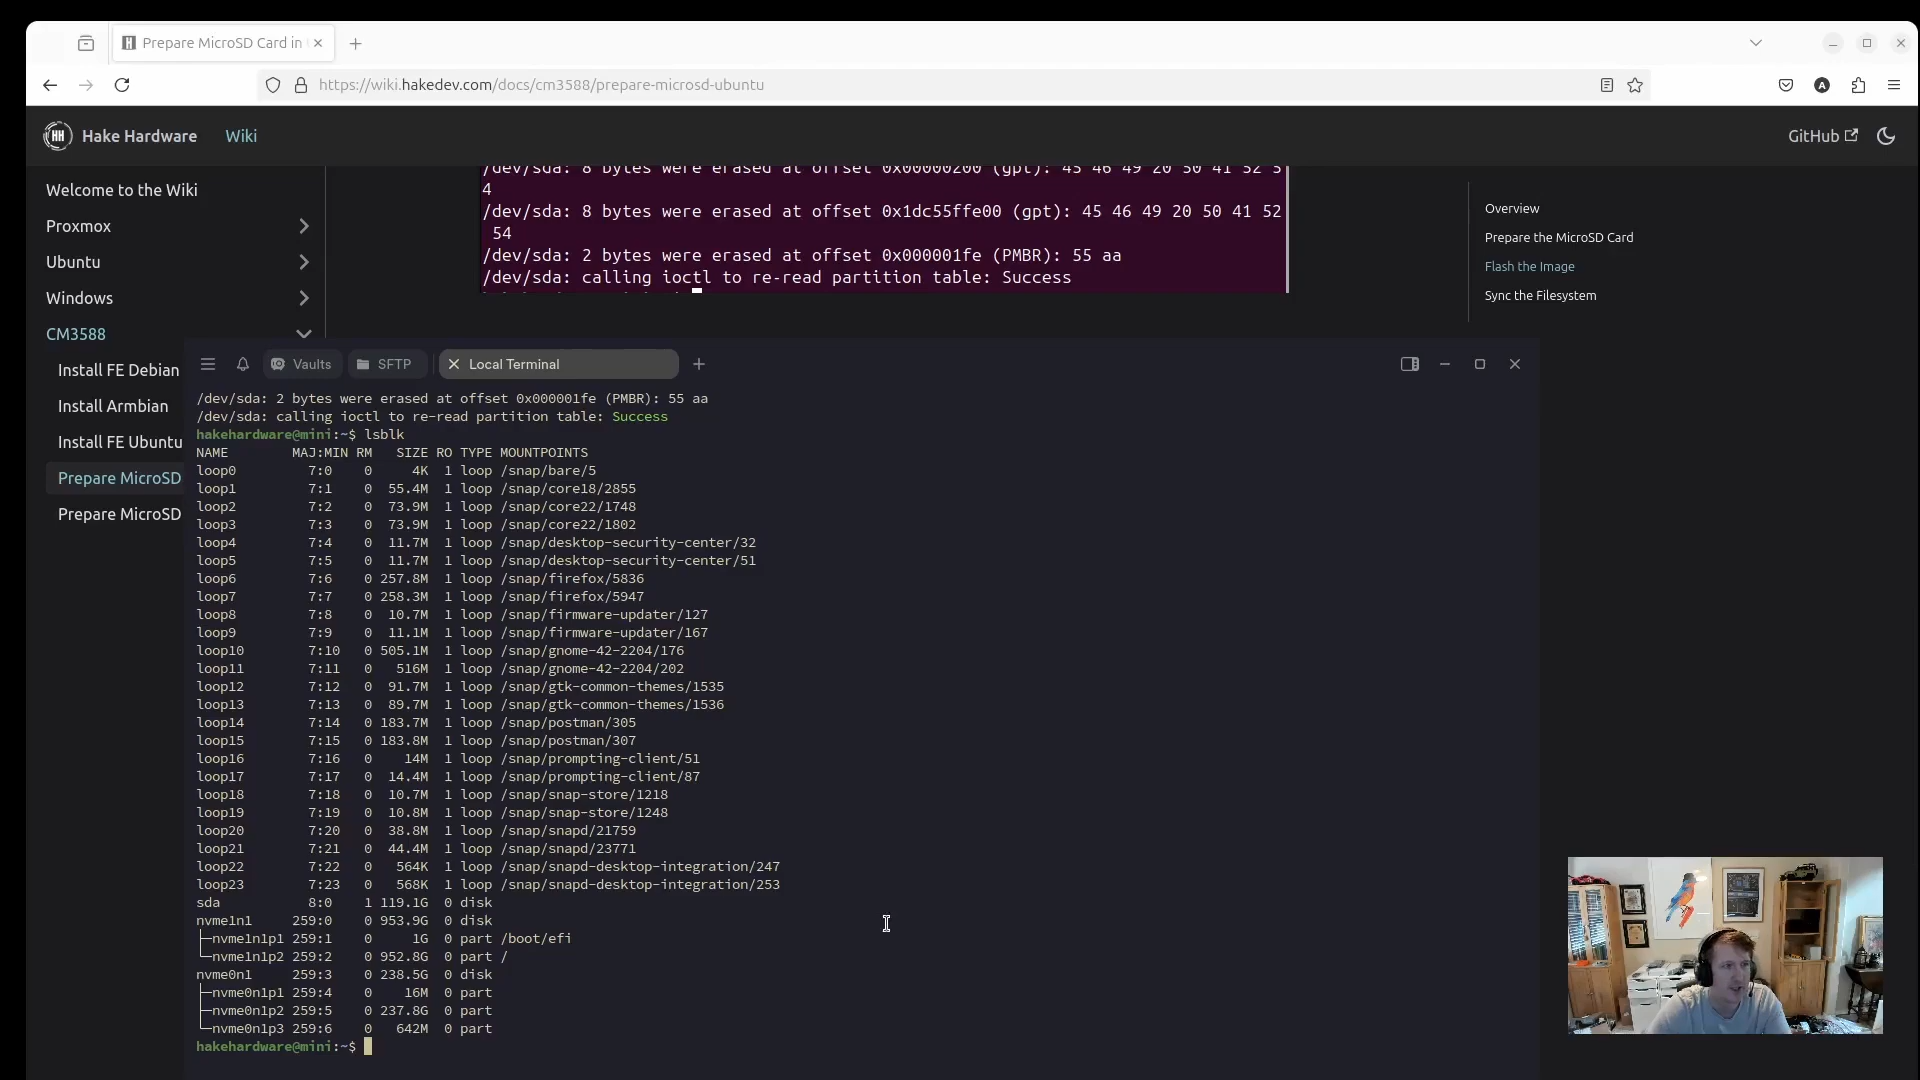 Prepare MicroSD Card in
https://wiki.hakedev.com/docs/cm3588/prepare-microsd-ubuntu
HH Hake Hardware Wiki GitHub
Welcome to the Wiki
Proxmox
Ubuntu
Windows
CM3588
Install FE Debian
Install Armbian
Install FE Ubuntu
Prepare MicroSD
Prepare MicroSD
/dev/sda: 8 bytes were erased at offset 0x00000200 (gpt): 45 46 49 20 50 41 52 5
4
/dev/sda: 8 bytes were erased at offset 0x1dc55ffe00 (gpt): 45 46 49 20 50 41 52
54
/dev/sda: 2 bytes were erased at offset 0x000001fe (PMBR): 55 aa
/dev/sda: calling ioctl to re-read partition table: Success
Overview
Prepare the MicroSD Card
Flash the Image
Sync the Filesystem
Vaults SFTP Local Terminal
/dev/sda: 2 bytes were erased at offset 0x000001fe (PMBR): 55 aa
/dev/sda: calling ioctl to re-read partition table: Success
hakehardware@mini:~$ lsblk
NAME MAJ:MIN RM SIZE RO TYPE MOUNTPOINTS
loop0 7:0 0 4K 1 loop /snap/bare/5
loop1 7:1 0 55.4M 1 loop /snap/core18/2855
loop2 7:2 0 73.9M 1 loop /snap/core22/1748
loop3 7:3 0 73.9M 1 loop /snap/core22/1802
loop4 7:4 0 11.7M 1 loop /snap/desktop-security-center/32
loop5 7:5 0 11.7M 1 loop /snap/desktop-security-center/51
loop6 7:6 0 257.8M 1 loop /snap/firefox/5836
loop7 7:7 0 258.3M 1 loop /snap/firefox/5947
loop8 7:8 0 10.7M 1 loop /snap/firmware-updater/127
loop9 7:9 0 11.1M 1 loop /snap/firmware-updater/167
loop10 7:10 0 505.1M 1 loop /snap/gnome-42-2204/176
loop11 7:11 0 516M 1 loop /snap/gnome-42-2204/202
loop12 7:12 0 91.7M 1 loop /snap/gtk-common-themes/1535
loop13 7:13 0 89.7M 1 loop /snap/gtk-common-themes/1536
loop14 7:14 0 183.7M 1 loop /snap/postman/305
loop15 7:15 0 183.8M 1 loop /snap/postman/307
loop16 7:16 0 14M 1 loop /snap/prompting-client/51
loop17 7:17 0 14.4M 1 loop /snap/prompting-client/87
loop18 7:18 0 10.7M 1 loop /snap/snap-store/1218
loop19 7:19 0 10.8M 1 loop /snap/snap-store/1248
loop20 7:20 0 38.8M 1 loop /snap/snapd/21759
loop21 7:21 0 44.4M 1 loop /snap/snapd/23771
loop22 7:22 0 564K 1 loop /snap/snapd-desktop-integration/247
loop23 7:23 0 568K 1 loop /snap/snapd-desktop-integration/253
sda 8:0 1 119.1G 0 disk
nvme1n1 259:0 0 953.9G 0 disk
├─nvme1n1p1 259:1 0 1G 0 part /boot/efi
└─nvme1n1p2 259:2 0 952.8G 0 part /
nvme0n1 259:3 0 238.5G 0 disk
├─nvme0n1p1 259:4 0 16M 0 part
├─nvme0n1p2 259:5 0 237.8G 0 part
└─nvme0n1p3 259:6 0 642M 0 part
hakehardware@mini:~$